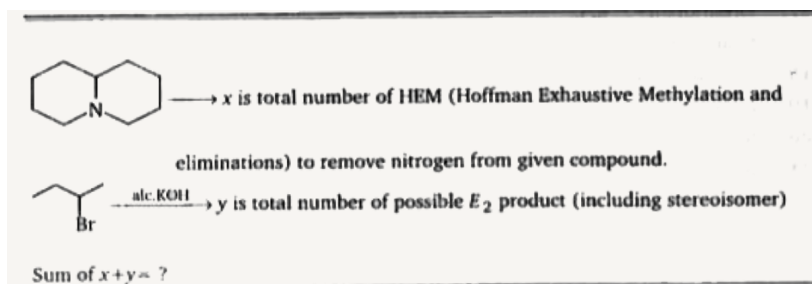 N
→ x is total number of HEM (Hoffman Exhaustive Methylation and
eliminations) to remove nitrogen from given compound.
alc.KOH → y is total number of possible E₂ product (including stereoisomer)
Br
Sum of x+y= ?